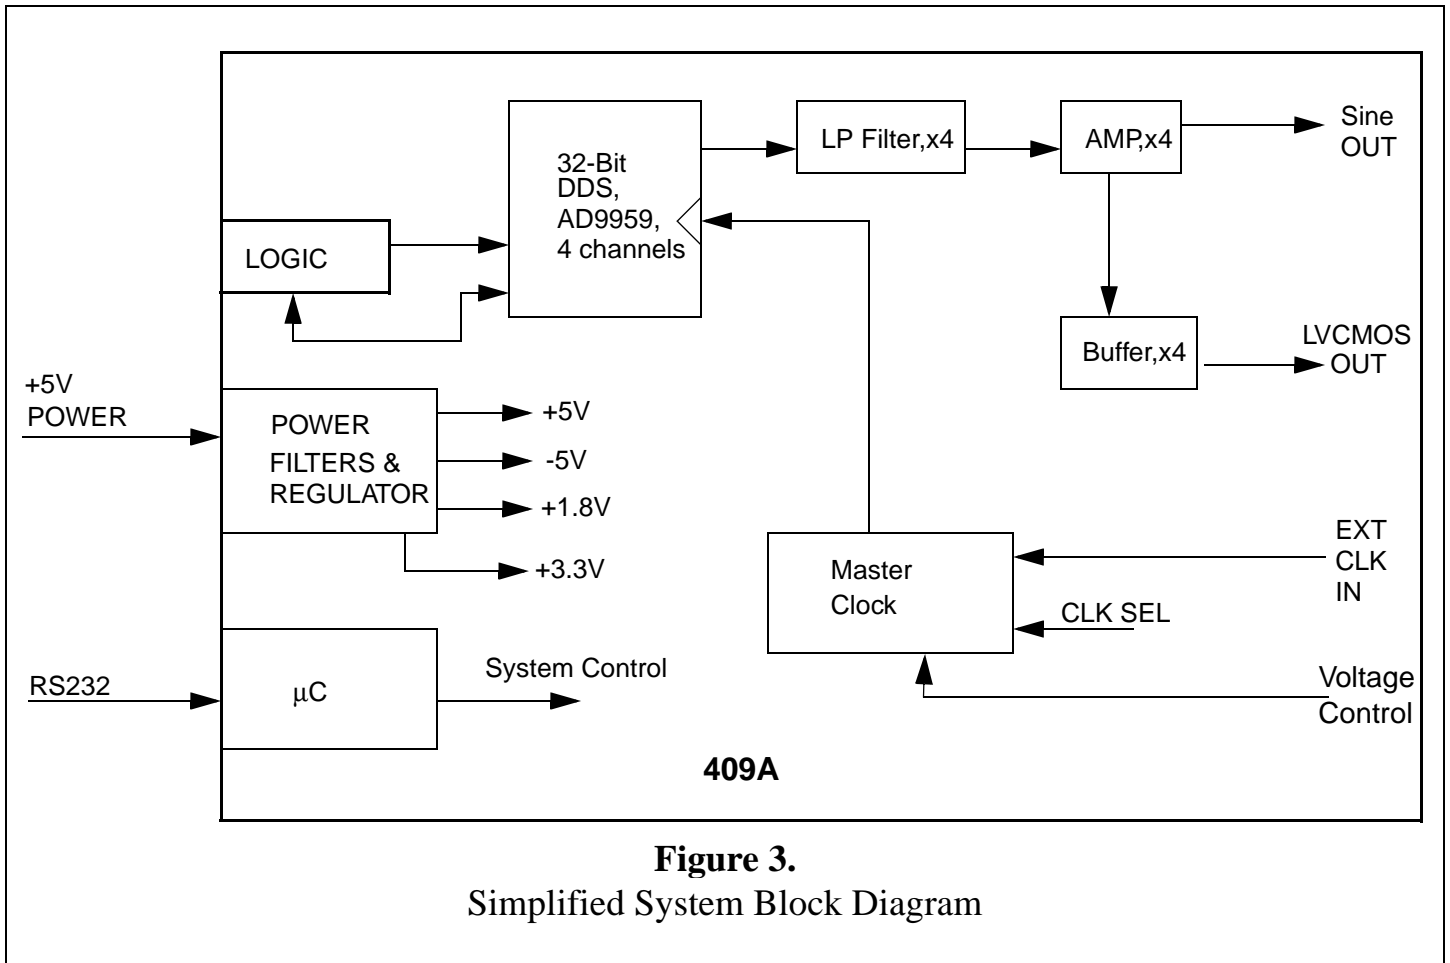 Sine
OUT
LP Filter,x4
AMP,x4
32-Bit
DDS,
AD9959,
4 channels
LOGIC
LVCMOS
OUT
Buffer,x4
+5V
POWER
POWER
FILTERS &
REGULATOR
+5V
-5V
+1.8V
+3.3V
EXT
CLK
IN
Master
Clock
CLK SEL
RS232
μC
System Control
Voltage
Control
409A
Figure 3.
Simplified System Block Diagram